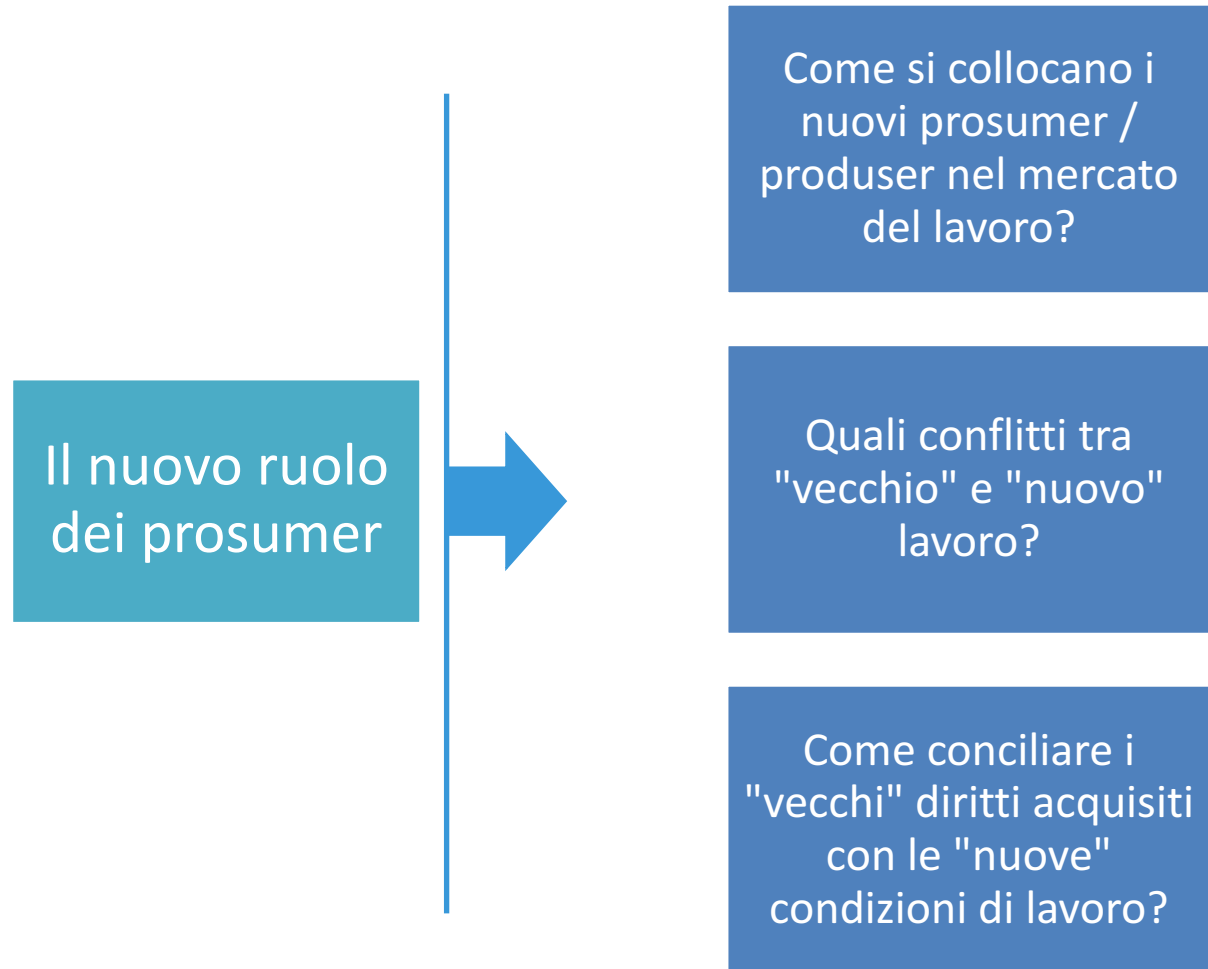 Il nuovo ruolo
dei prosumer
Come si collocano i
nuovi prosumer /
produser nel mercato
del lavoro?
Quali conflitti tra
"vecchio" e "nuovo"
lavoro?
Come conciliare i
"vecchi" diritti acquisiti
con le "nuove"
condizioni di lavoro?